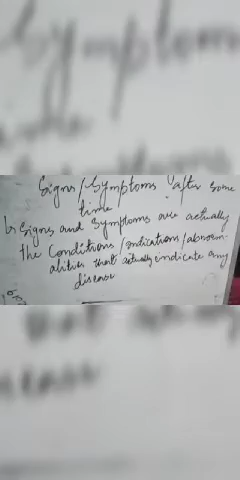 Signs/Symptoms after some
time
↳ Signs and Symptoms are actually
the Conditions/indications/abnorm-
alities that actually indicate any
disease